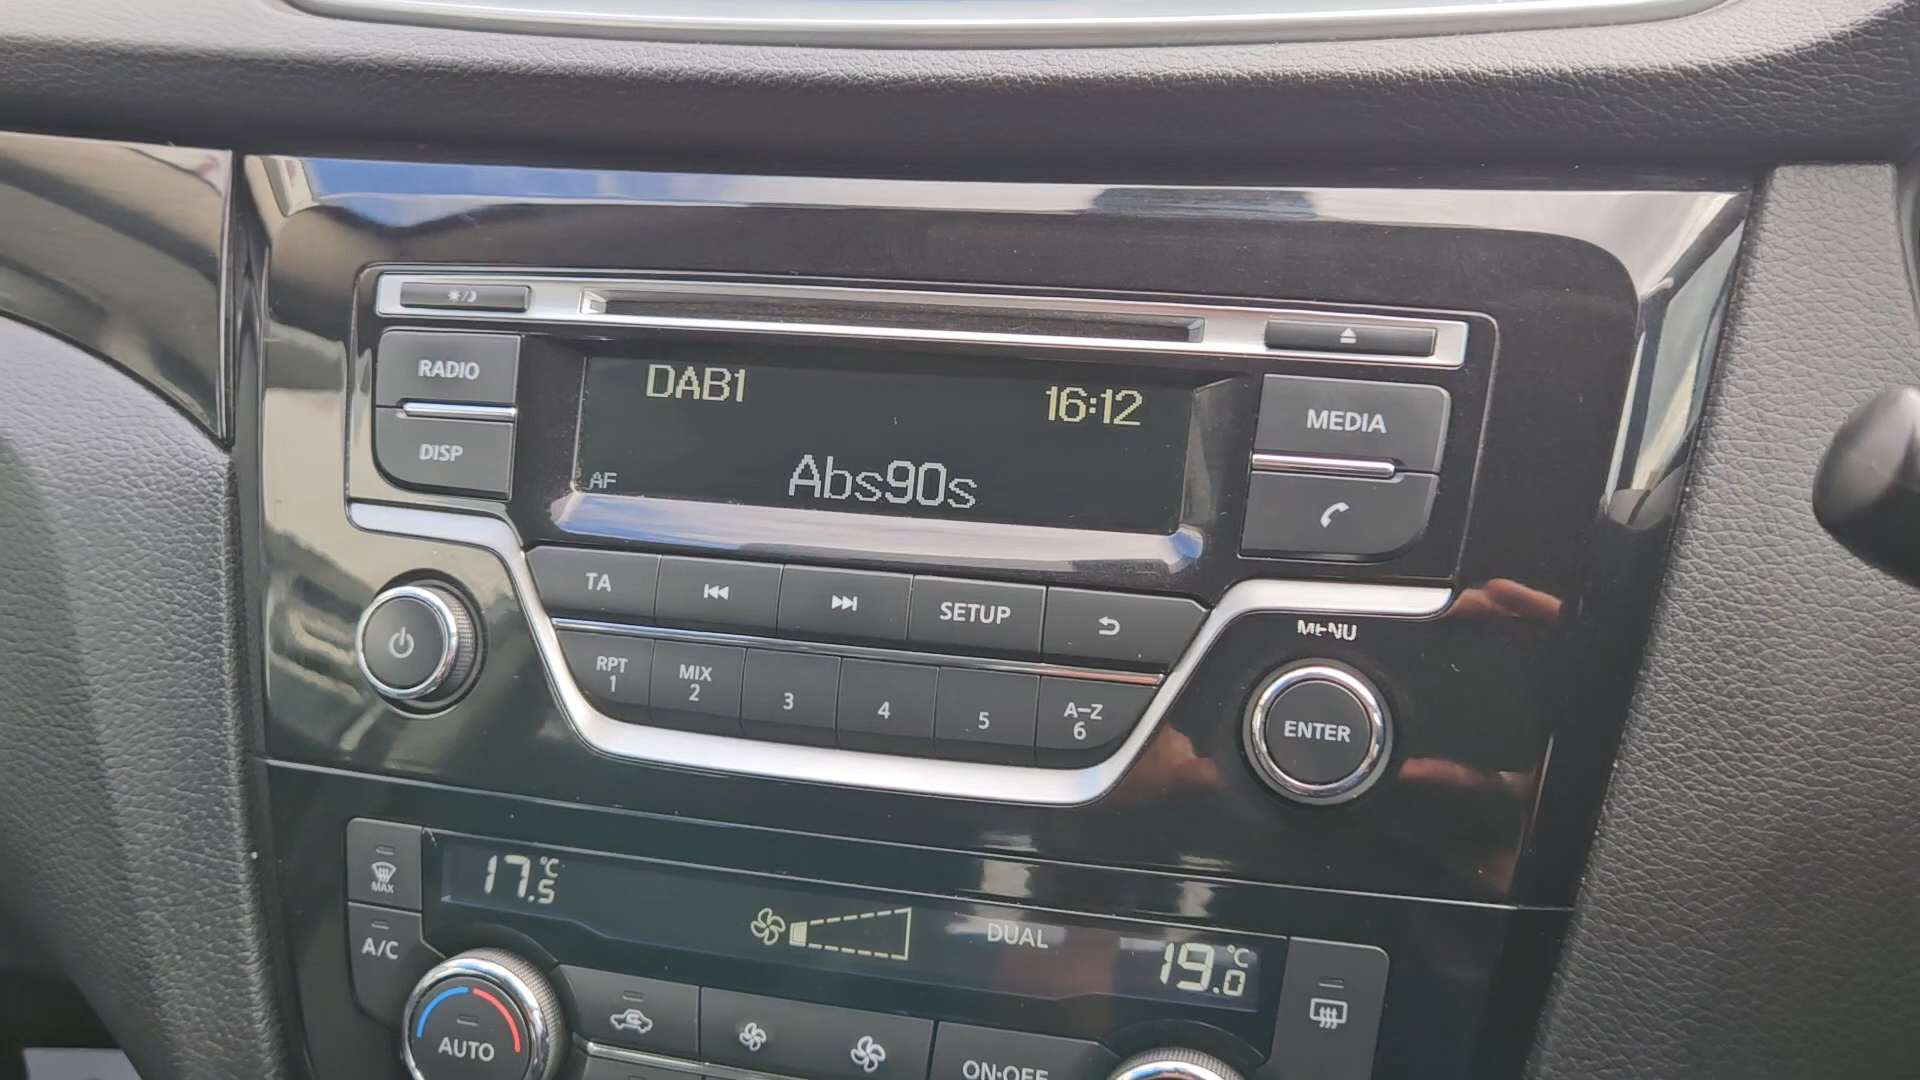 RADIO
DISP
DAB1 16:12
AF Abs90s
MEDIA
TA SETUP
RPT 1 MIX 2 3 4 5 A-Z 6
MENU
ENTER
MAX
A/C
17.5 °C
DUAL
19.0 °C
AUTO
ON·OFF